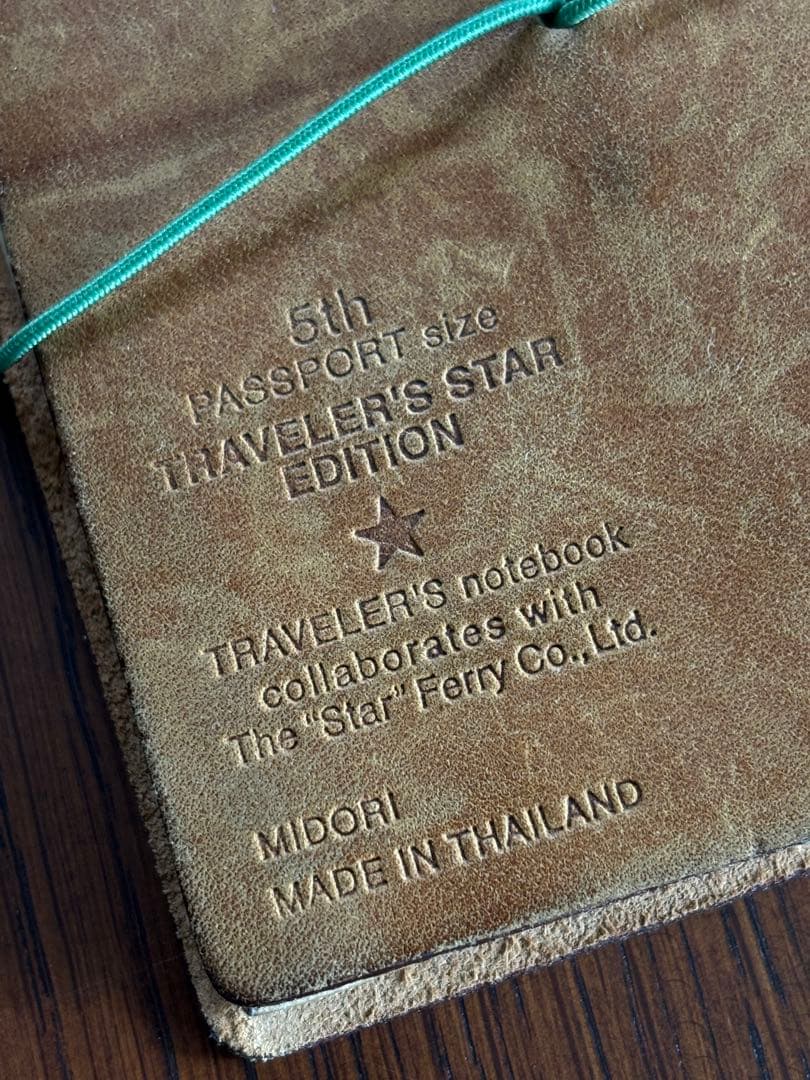 5th
PASSPORT size
TRAVELER'S STAR
EDITION
TRAVELER'S notebook
collaborates with
The “Star” Ferry Co., Ltd.
MIDORI
MADE IN THAILAND